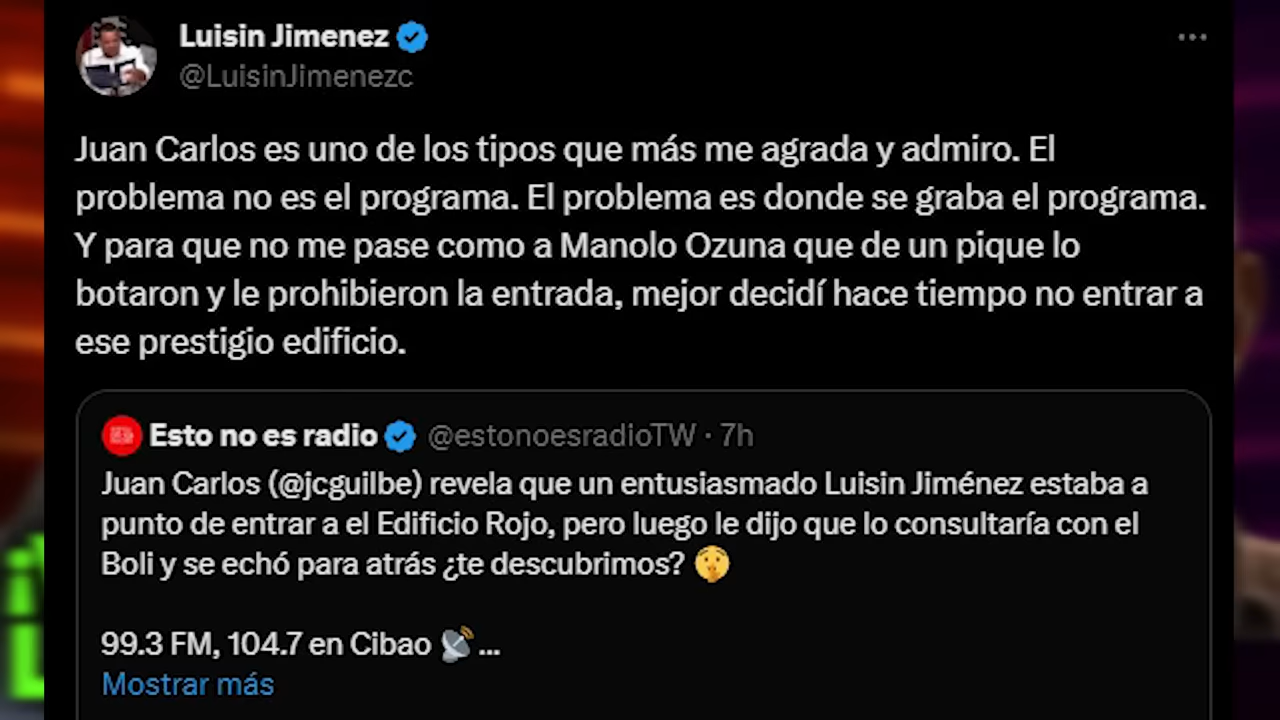 Luisin Jimenez
@LuisinJimenezc
Juan Carlos es uno de los tipos que más me agrada y admiro. El
problema no es el programa. El problema es donde se graba el programa.
Y para que no me pase como a Manolo Ozuna que de un pique lo
botaron y le prohibieron la entrada, mejor decidí hace tiempo no entrar a
ese prestigio edificio.
Esto no es radio @estonoesradioTW · 7h
Juan Carlos (@jcguilbe) revela que un entusiasmado Luisin Jiménez estaba a
punto de entrar a el Edificio Rojo, pero luego le dijo que lo consultaría con el
Boli y se echó para atrás ¿te descubrimos? 🤫
99.3 FM, 104.7 en Cibao 📡...
Mostrar más